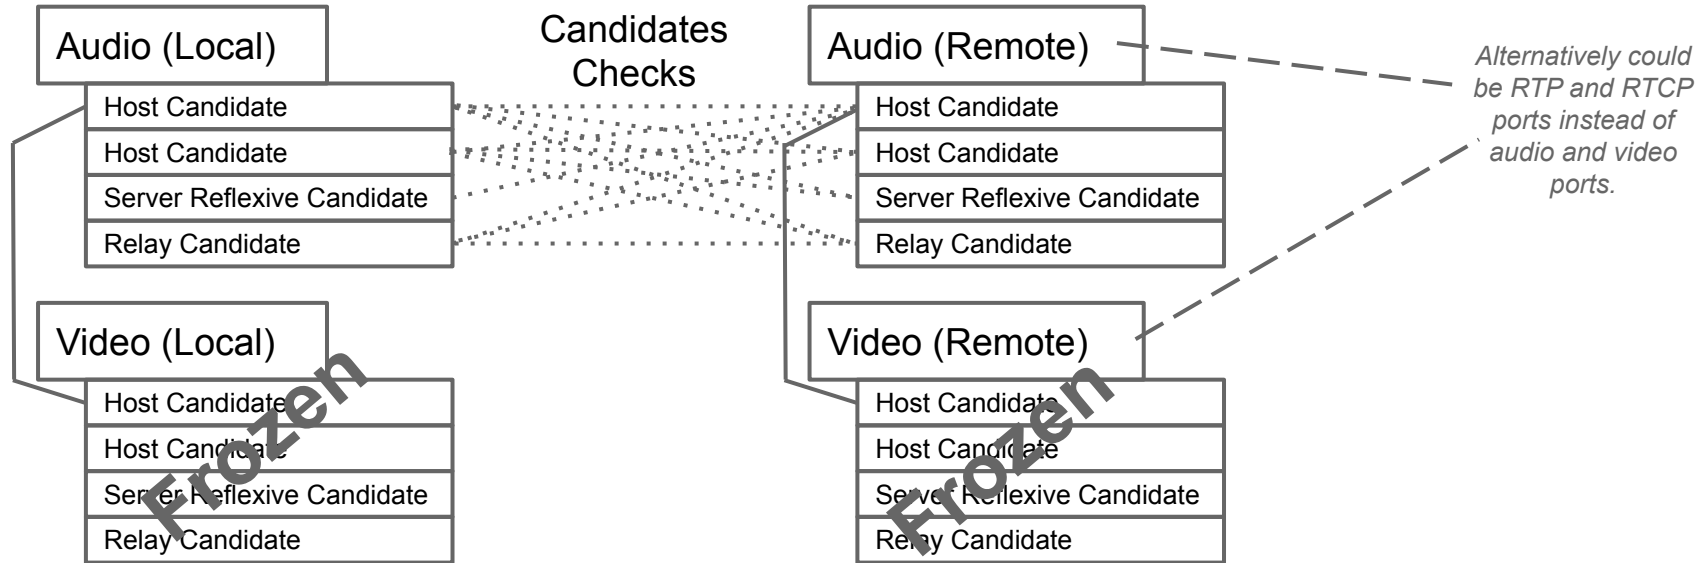 Audio (Local)
Host Candidate
Host Candidate
Server Reflexive Candidate
Relay Candidate
Candidates
Checks
Audio (Remote)
Host Candidate
Host Candidate
Server Reflexive Candidate
Relay Candidate
Alternatively could
be RTP and RTCP
ports instead of
audio and video
ports.
Video (Local)
Host Candidate
Host Candidate
Server Reflexive Candidate
Relay Candidate
Frozen
Video (Remote)
Host Candidate
Host Candidate
Server Reflexive Candidate
Relay Candidate
Frozen